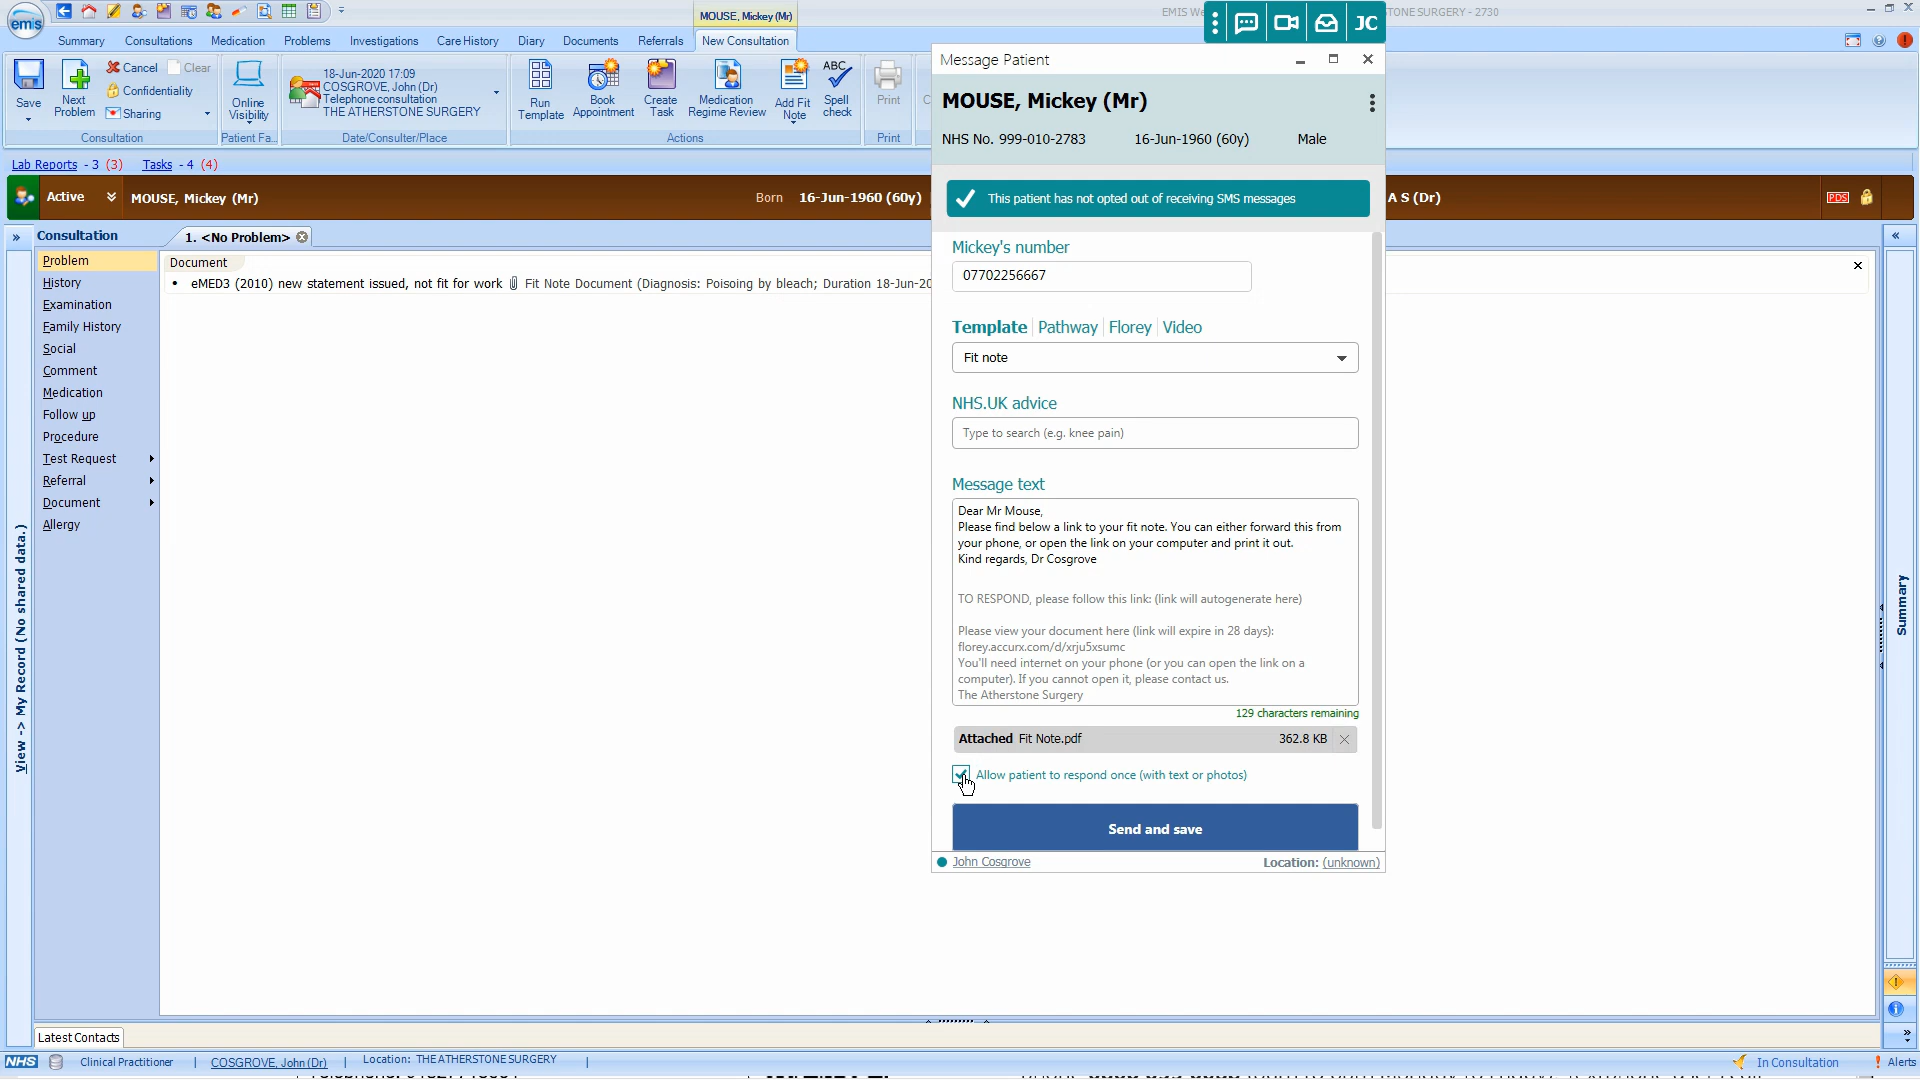 emis
MOUSE, Mickey (Mr)
EMIS We
ONE SURGERY - 2730
JC
Summary
Consultations
Medication
Problems
Investigations
Care History
Diary
Documents
Referrals
New Consultation
Save
Next Problem
Cancel
Clear
Confidentiality
Sharing
Consultation
Online Visibility
Patient Fa...
18-Jun-2020 17:09
COSGROVE, John (Dr)
Telephone consultation
THE ATHERSTONE SURGERY
Date/Consulter/Place
Run Template
Book Appointment
Create Task
Medication Regime Review
Add Fit Note
ABC
Spell check
Actions
Print
Print
Lab Reports - 3 (3) Tasks - 4 (4)
Active
MOUSE, Mickey (Mr)
Born 16-Jun-1960 (60y)
A S (Dr)
PDS
Consultation
1. <No Problem>
Problem
History
Examination
Family History
Social
Comment
Medication
Follow up
Procedure
Test Request
Referral
Document
Allergy
View -> My Record (No shared data.)
Document
• eMED3 (2010) new statement issued, not fit for work Fit Note Document (Diagnosis: Poisoning by bleach; Duration 18-Jun-20
Message Patient
MOUSE, Mickey (Mr)
NHS No. 999-010-2783 16-Jun-1960 (60y) Male
This patient has not opted out of receiving SMS messages
Mickey's number
07702256667
Template Pathway Florey Video
Fit note
NHS.UK advice
Type to search (e.g. knee pain)
Message text
Dear Mr Mouse,
Please find below a link to your fit note. You can either forward this from
your phone, or open the link on your computer and print it out.
Kind regards, Dr Cosgrove
TO RESPOND, please follow this link: (link will autogenerate here)
Please view your document here (link will expire in 28 days):
florey.accurx.com/d/xrju5xsumc
You'll need internet on your phone (or you can open the link on a
computer). If you cannot open it, please contact us.
The Atherstone Surgery
129 characters remaining
Attached Fit Note.pdf 362.8 KB
Allow patient to respond once (with text or photos)
Send and save
John Cosgrove
Location: (unknown)
Summary
Latest Contacts
NHS
Clinical Practitioner
COSGROVE, John (Dr)
Location: THE ATHERSTONE SURGERY
In Consultation
Alerts